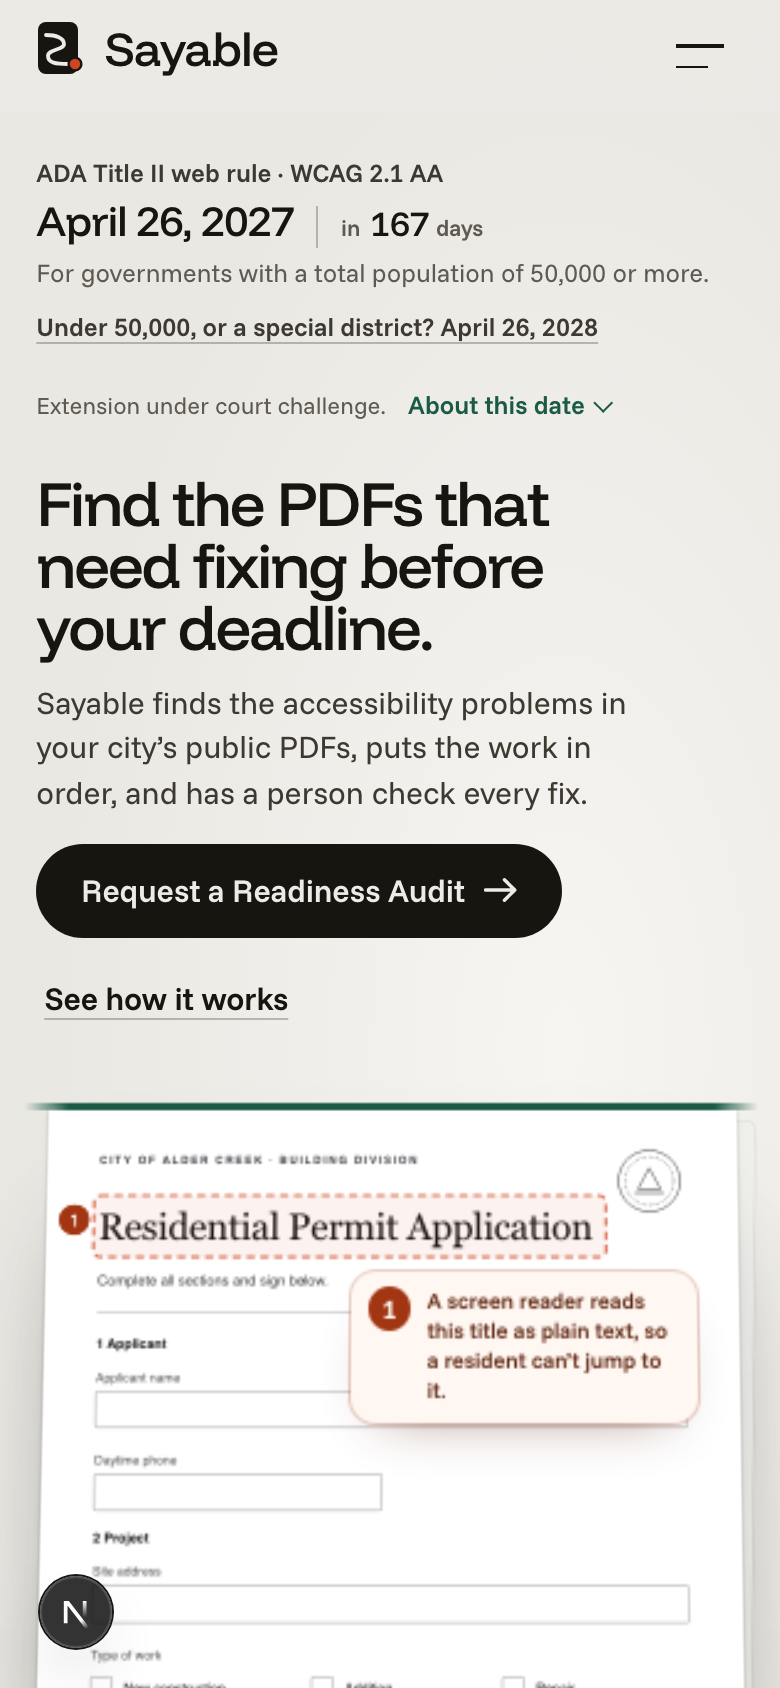 Sayable
ADA Title II web rule · WCAG 2.1 AA
April 26, 2027 in 167 days
For governments with a total population of 50,000 or more.
Under 50,000, or a special district? April 26, 2028
Extension under court challenge. About this date
Find the PDFs that
need fixing before
your deadline.
Sayable finds the accessibility problems in
your city’s public PDFs, puts the work in
order, and has a person check every fix.
Request a Readiness Audit →
See how it works
CITY OF ALDER CREEK · BUILDING DIVISION
1 Residential Permit Application
Complete all sections and sign below.
1 A screen reader reads
this title as plain text, so
a resident can’t jump to
it.
1 Applicant
Applicant name
Daytime phone
2 Project
Site address
N
Type of work
New construction Addition Repair